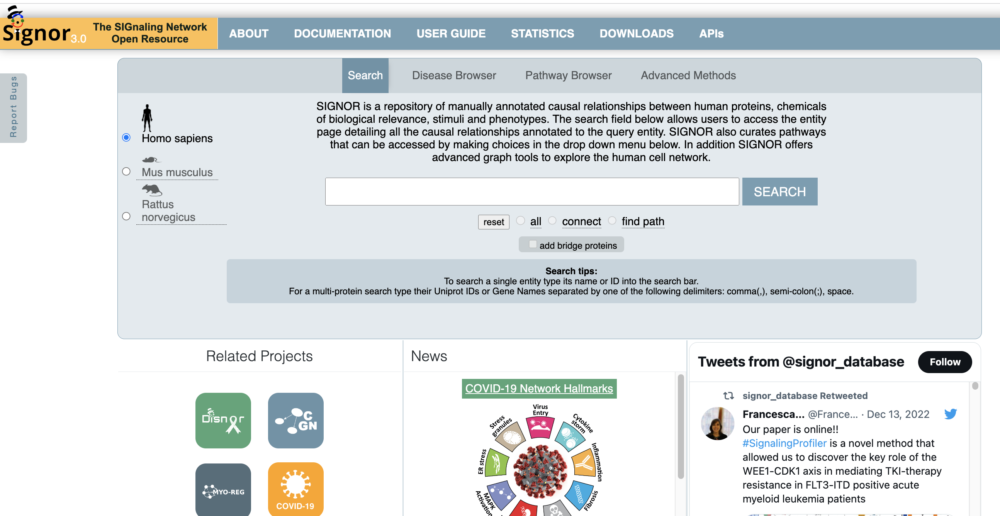 Signor 3.0
The SIGnaling Network
Open Resource
ABOUT
DOCUMENTATION
USER GUIDE
STATISTICS
DOWNLOADS
APIs
Report Bugs
Search
Disease Browser
Pathway Browser
Advanced Methods
Homo sapiens
Mus musculus
Rattus
norvegicus
SIGNOR is a repository of manually annotated causal relationships between human proteins, chemicals
of biological relevance, stimuli and phenotypes. The search field below allows users to access the entity
page detailing all the causal relationships annotated to the query entity. SIGNOR also curates pathways
that can be accessed by making choices in the drop down menu below. In addition SIGNOR offers
advanced graph tools to explore the human cell network.
SEARCH
reset
all
connect
find path
add bridge proteins
Search tips:
To search a single entity type its name or ID into the search bar.
For a multi-protein search type their Uniprot IDs or Gene Names separated by one of the following delimiters: comma(,), semi-colon(;), space.
Related Projects
Disnor
C
GN
MYO-REG
COVID-19
News
COVID-19 Network Hallmarks
Virus
Entry
Cytokine
storm
Inflammation
Fibrosis
Stress
granules
ER stress
MAPK
Activation
Tweets from @signor_database
Follow
signor_database Retweeted
Francesca... @France... · Dec 13, 2022
Our paper is online!!
#SignalingProfiler is a novel method that
allowed us to discover the key role of the
WEE1-CDK1 axis in mediating TKI-therapy
resistance in FLT3-ITD positive acute
myeloid leukemia patients